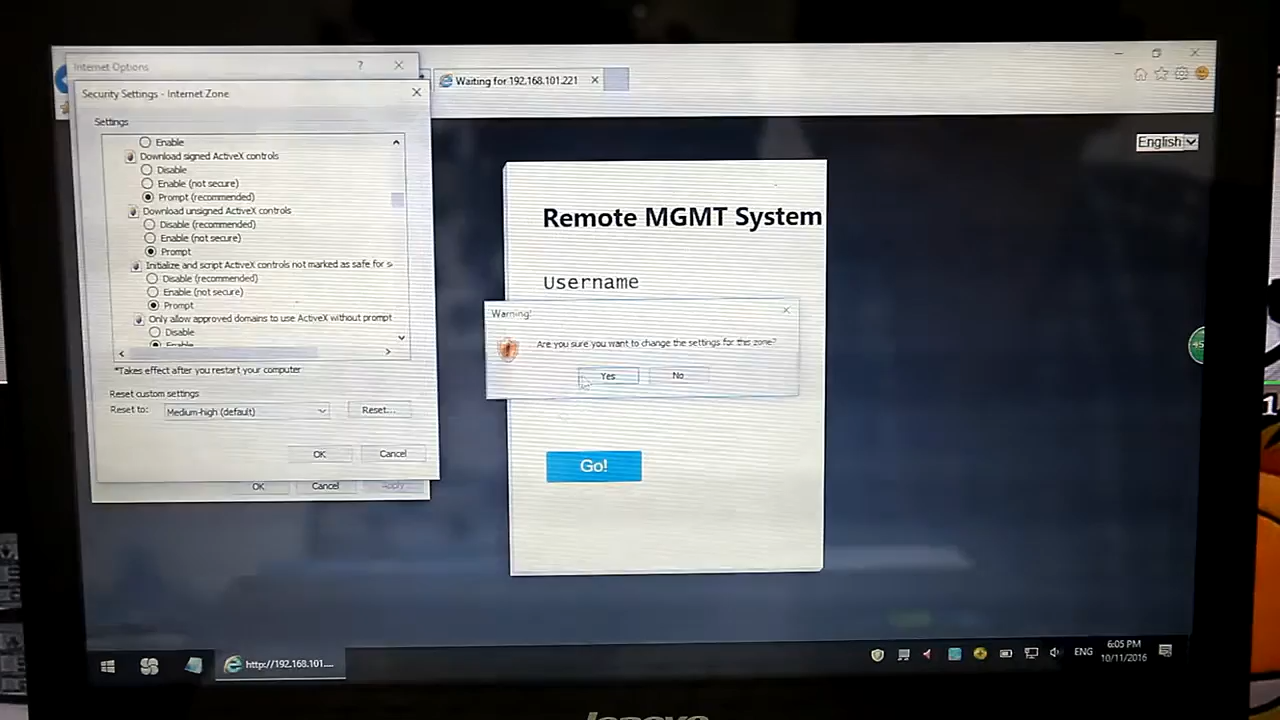 Internet Options
?
Waiting for 192.168.101.221
Security Settings - Internet Zone
Settings
Enable
Download signed ActiveX controls
Disable
Enable (not secure)
Prompt (recommended)
Download unsigned ActiveX controls
Disable (recommended)
Enable (not secure)
Prompt
Initialize and script ActiveX controls not marked as safe for s
Disable (recommended)
Enable (not secure)
Prompt
Only allow approved domains to use ActiveX without prompt
Disable
Enable
*Takes effect after you restart your computer
Reset custom settings
Reset to: Medium-high (default) Reset...
OK Cancel
OK Cancel Apply
English
Remote MGMT System
Username
Warning!
Are you sure you want to change the settings for this zone?
Yes No
Go!
http://192.168.101....
ENG
6:05 PM
10/11/2016
lenovo